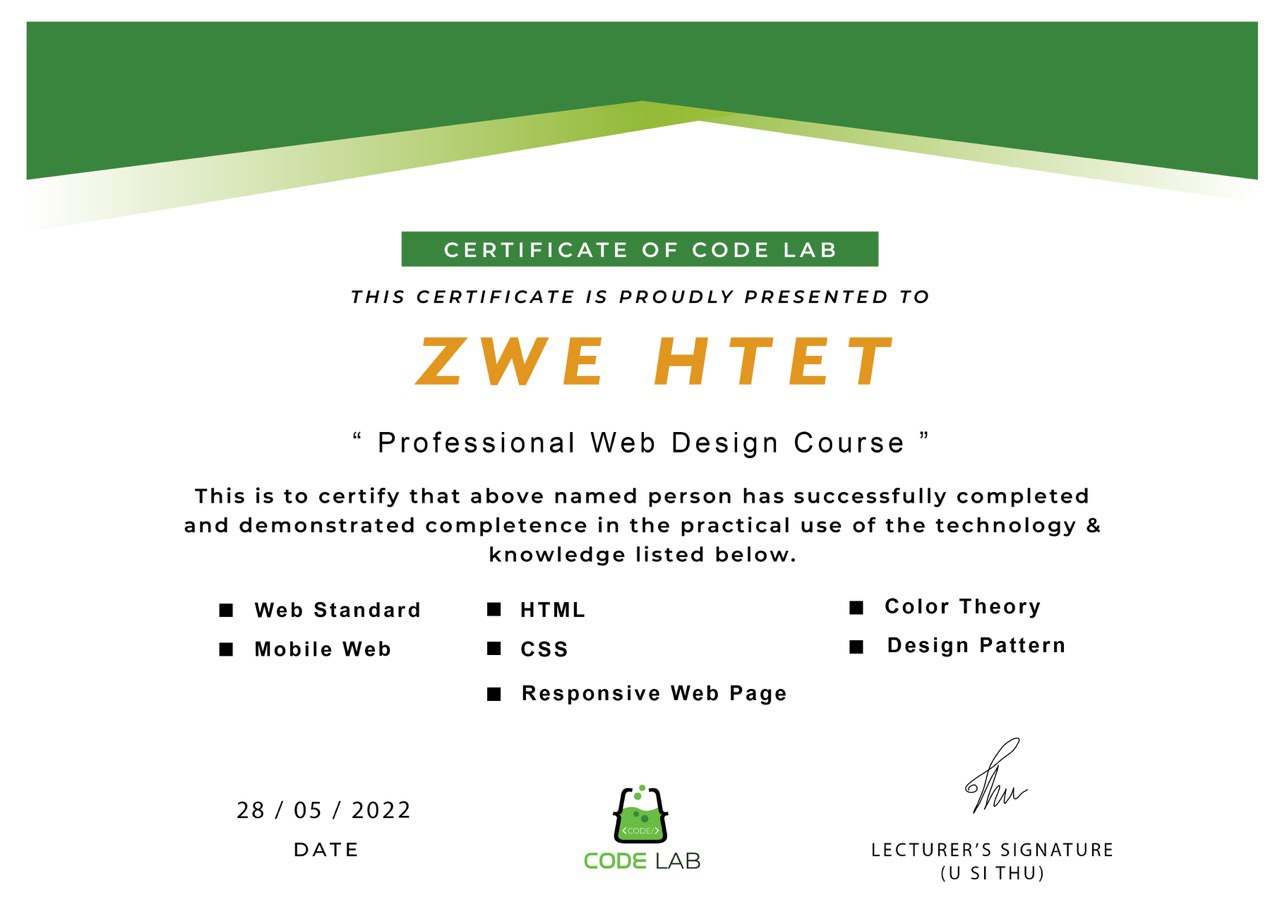 CERTIFICATE OF CODE LAB
THIS CERTIFICATE IS PROUDLY PRESENTED TO
ZWE HTET
“ Professional Web Design Course ”
This is to certify that above named person has successfully completed
and demonstrated completence in the practical use of the technology &
knowledge listed below.
■ Web Standard
■ Mobile Web
■ HTML
■ CSS
■ Responsive Web Page
■ Color Theory
■ Design Pattern
28 / 05 / 2022
DATE
<CODE/>
CODE LAB
Thu
LECTURER’S SIGNATURE
(U SI THU)